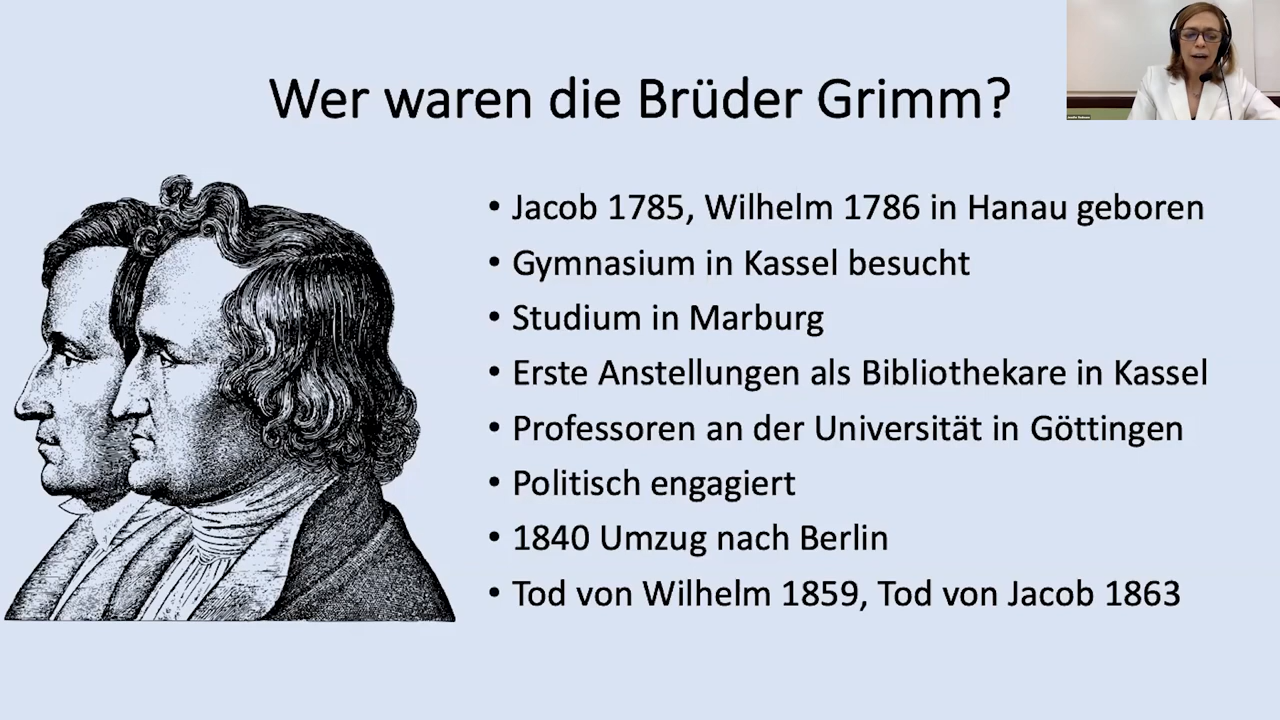 Wer waren die Brüder Grimm?
• Jacob 1785, Wilhelm 1786 in Hanau geboren
• Gymnasium in Kassel besucht
• Studium in Marburg
• Erste Anstellungen als Bibliothekare in Kassel
• Professoren an der Universität in Göttingen
• Politisch engagiert
• 1840 Umzug nach Berlin
• Tod von Wilhelm 1859, Tod von Jacob 1863